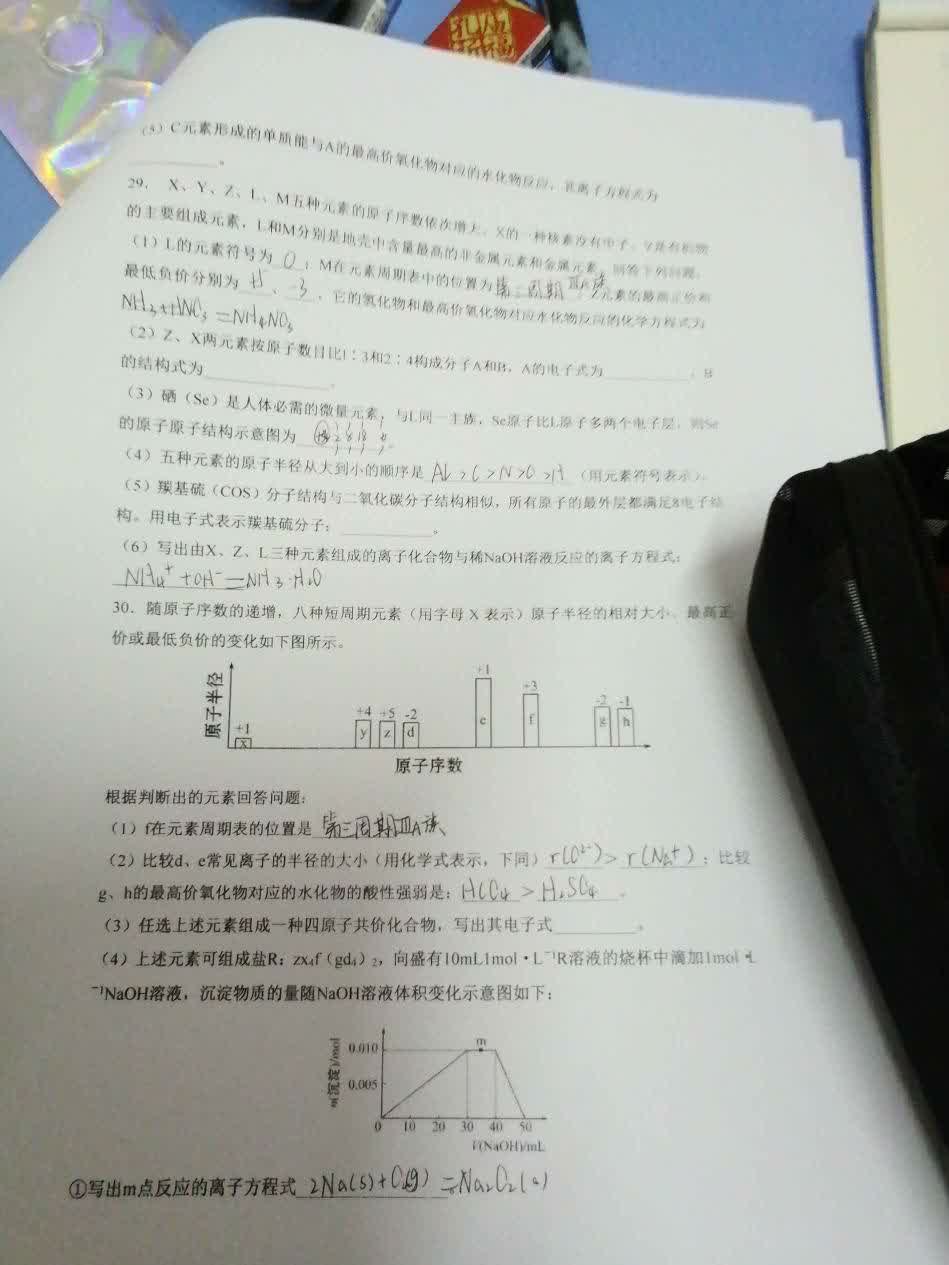 (5) C元素形成的单质能与A的最高价氧化物对应的水化物反应，其离子方程式为
________。
29. X、Y、Z、L、M五种元素的原子序数依次增大。X的一种核素没有中子，Y是有机物
的主要组成元素，L和M分别是地壳中含量最高的非金属元素和金属元素。回答下列问题：
(1) L的元素符号为 O ；M在元素周期表中的位置为 第三周期ⅢA族 ；Z元素的最高正价和
最低负价分别为 、-3 ，它的氢化物和最高价氧化物对应水化物反应的化学方程式为
NH3+HNO3=NH4NO3
(2) Z、X两元素按原子数目比1∶3和2∶4构成分子A和B，A的电子式为________，B
的结构式为________。
(3) 硒（Se）是人体必需的微量元素，与L同一主族，Se原子比L原子多两个电子层，则Se
的原子原子结构示意图为 2 8 18 。
(4) 五种元素的原子半径从大到小的顺序是 Al>C>N>O>H （用元素符号表示）。
(5) 羰基硫（COS）分子结构与二氧化碳分子结构相似，所有原子的最外层都满足8电子结
构。用电子式表示羰基硫分子：________。
(6) 写出由X、Z、L三种元素组成的离子化合物与稀NaOH溶液反应的离子方程式：
NH4⁺+OH⁻=NH3·H2O
30. 随原子序数的递增，八种短周期元素（用字母 X 表示）原子半径的相对大小、最高正
价或最低负价的变化如下图所示。
原子半径
+1 +4 +5 -2 +1 +3 -2 -1
x y z d e f g h
原子序数
根据判断出的元素回答问题：
(1) f在元素周期表的位置是 第三周期ⅢA族、
(2) 比较d、e常见离子的半径的大小（用化学式表示，下同）r(O²⁻)> r(Na⁺) ；比较
g、h的最高价氧化物对应的水化物的酸性强弱是：HClO4 > H2SO4 。
(3) 任选上述元素组成一种四原子共价化合物，写出其电子式________。
(4) 上述元素可组成盐R：zx₄f（gd₄）₂，向盛有10mL1mol·L⁻¹R溶液的烧杯中滴加1mol·L
⁻¹NaOH溶液，沉淀物质的量随NaOH溶液体积变化示意图如下：
n(沉淀)/mol
0.010
m
0.005
0 10 20 30 40 50
V(NaOH)/mL
①写出m点反应的离子方程式 2Na(s)+O2(g) =Na2O2(s)